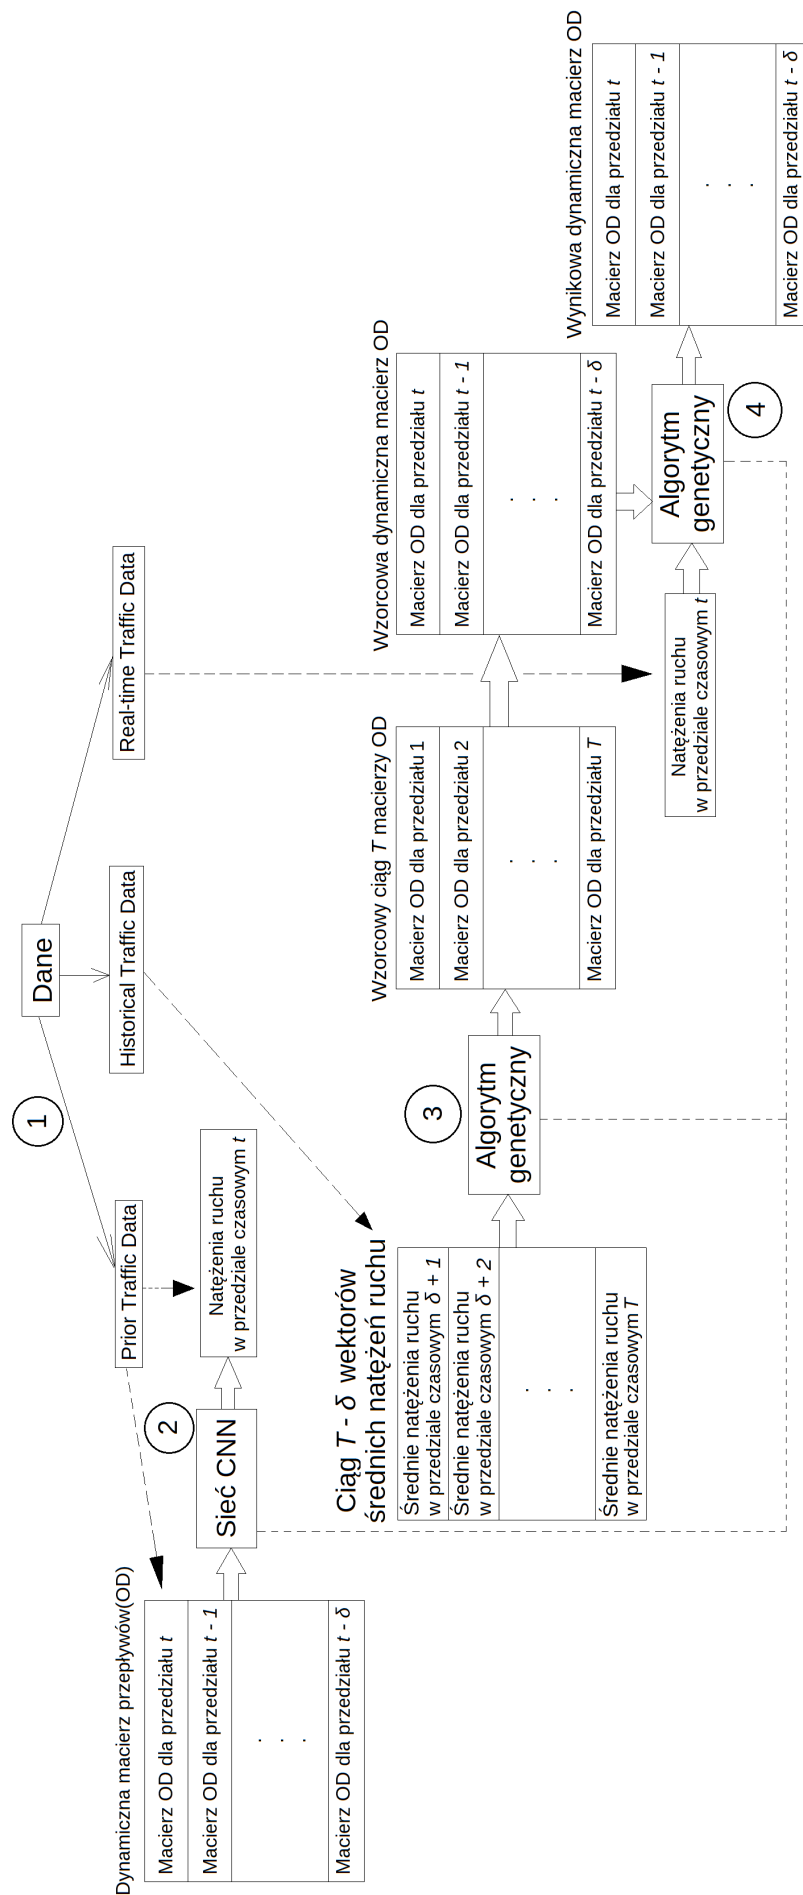 Dane
1
Prior Traffic Data
Historical Traffic Data
Real-time Traffic Data
Dynamiczna macierz przepływów(OD)
Macierz OD dla przedziału t
Macierz OD dla przedziału t - 1
. . .
Macierz OD dla przedziału t - δ
2
Sieć CNN
Natężenia ruchu
w przedziale czasowym t
Ciąg T - δ wektorów
średnich natężeń ruchu
Średnie natężenia ruchu
w przedziale czasowym δ + 1
Średnie natężenia ruchu
w przedziale czasowym δ + 2
. . .
Średnie natężenia ruchu
w przedziale czasowym T
3
Algorytm
genetyczny
Wzorcowy ciąg T macierzy OD
Macierz OD dla przedziału 1
Macierz OD dla przedziału 2
. . .
Macierz OD dla przedziału T
Wzorcowa dynamiczna macierz OD
Macierz OD dla przedziału t
Macierz OD dla przedziału t - 1
. . .
Macierz OD dla przedziału t - δ
Natężenia ruchu
w przedziale czasowym t
Algorytm
genetyczny
4
Wynikowa dynamiczna macierz OD
Macierz OD dla przedziału t
Macierz OD dla przedziału t - 1
. . .
Macierz OD dla przedziału t - δ